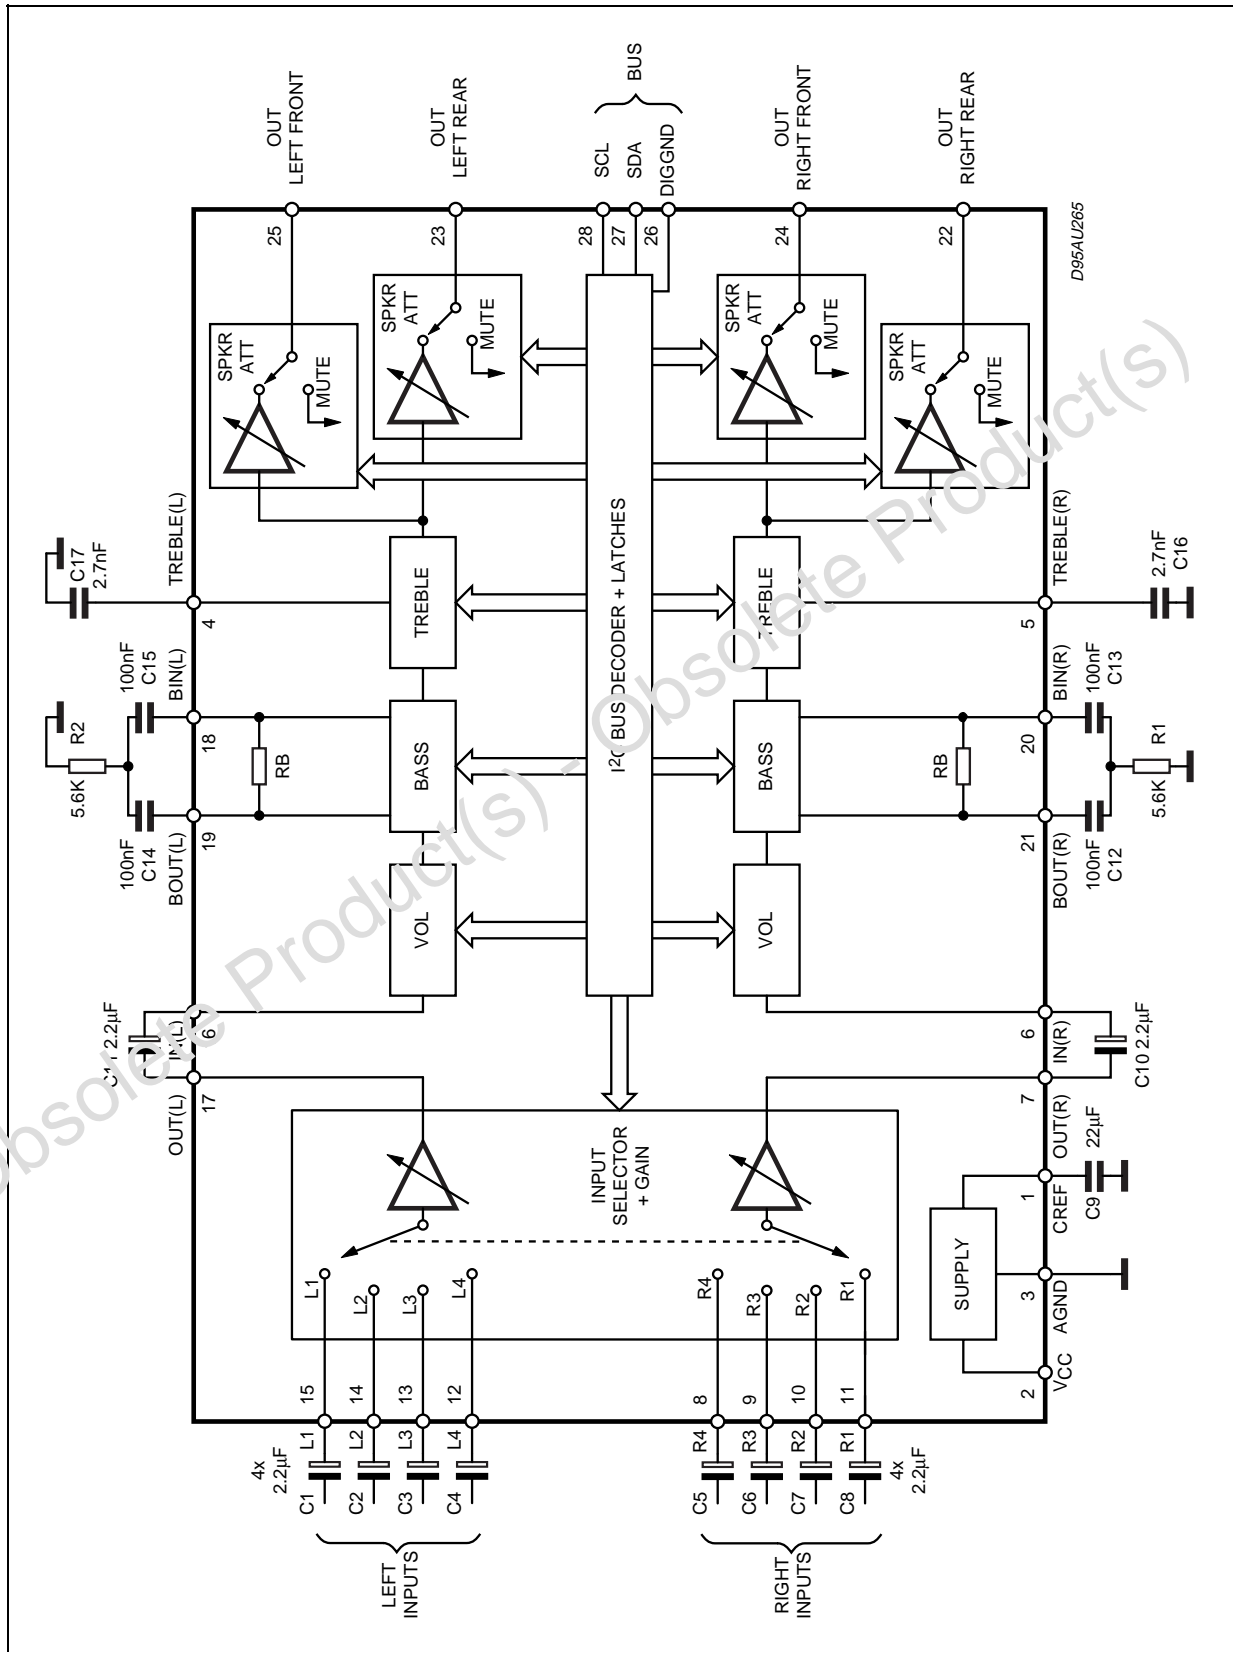 OUT
LEFT FRONT
OUT
LEFT REAR
BUS
SCL
SDA
DIGGND
OUT
RIGHT FRONT
OUT
RIGHT REAR
25
23
28
27
26
24
22
D95AU265
SPKR
ATT
MUTE
SPKR
ATT
MUTE
SPKR
ATT
MUTE
SPKR
ATT
MUTE
C17
2.7nF
TREBLE(L)
4
TREBLE
I²C BUS DECODER + LATCHES
TREBLE
5
TREBLE(R)
2.7nF
C16
R2
5.6K
100nF
C15
BIN(L)
18
100nF
C14
BOUT(L)
19
RB
BASS
BASS
RB
20
BIN(R)
100nF
C13
21
BOUT(R)
100nF
C12
R1
5.6K
VOL
VOL
2.2µF
IN(L)
6
OUT(L)
17
6
IN(R)
C10 2.2µF
7
OUT(R)
INPUT
SELECTOR
+ GAIN
L1
L2
L3
L4
R4
R3
R2
R1
SUPPLY
1
CREF
22µF
C9
3
AGND
2
VCC
15
14
13
12
8
9
10
11
L1
L2
L3
L4
R4
R3
R2
R1
4x
2.2µF
C1
C2
C3
C4
C5
C6
C7
C8
4x
2.2µF
LEFT
INPUTS
RIGHT
INPUTS
Obsolete Product(s) - Obsolete Product(s)